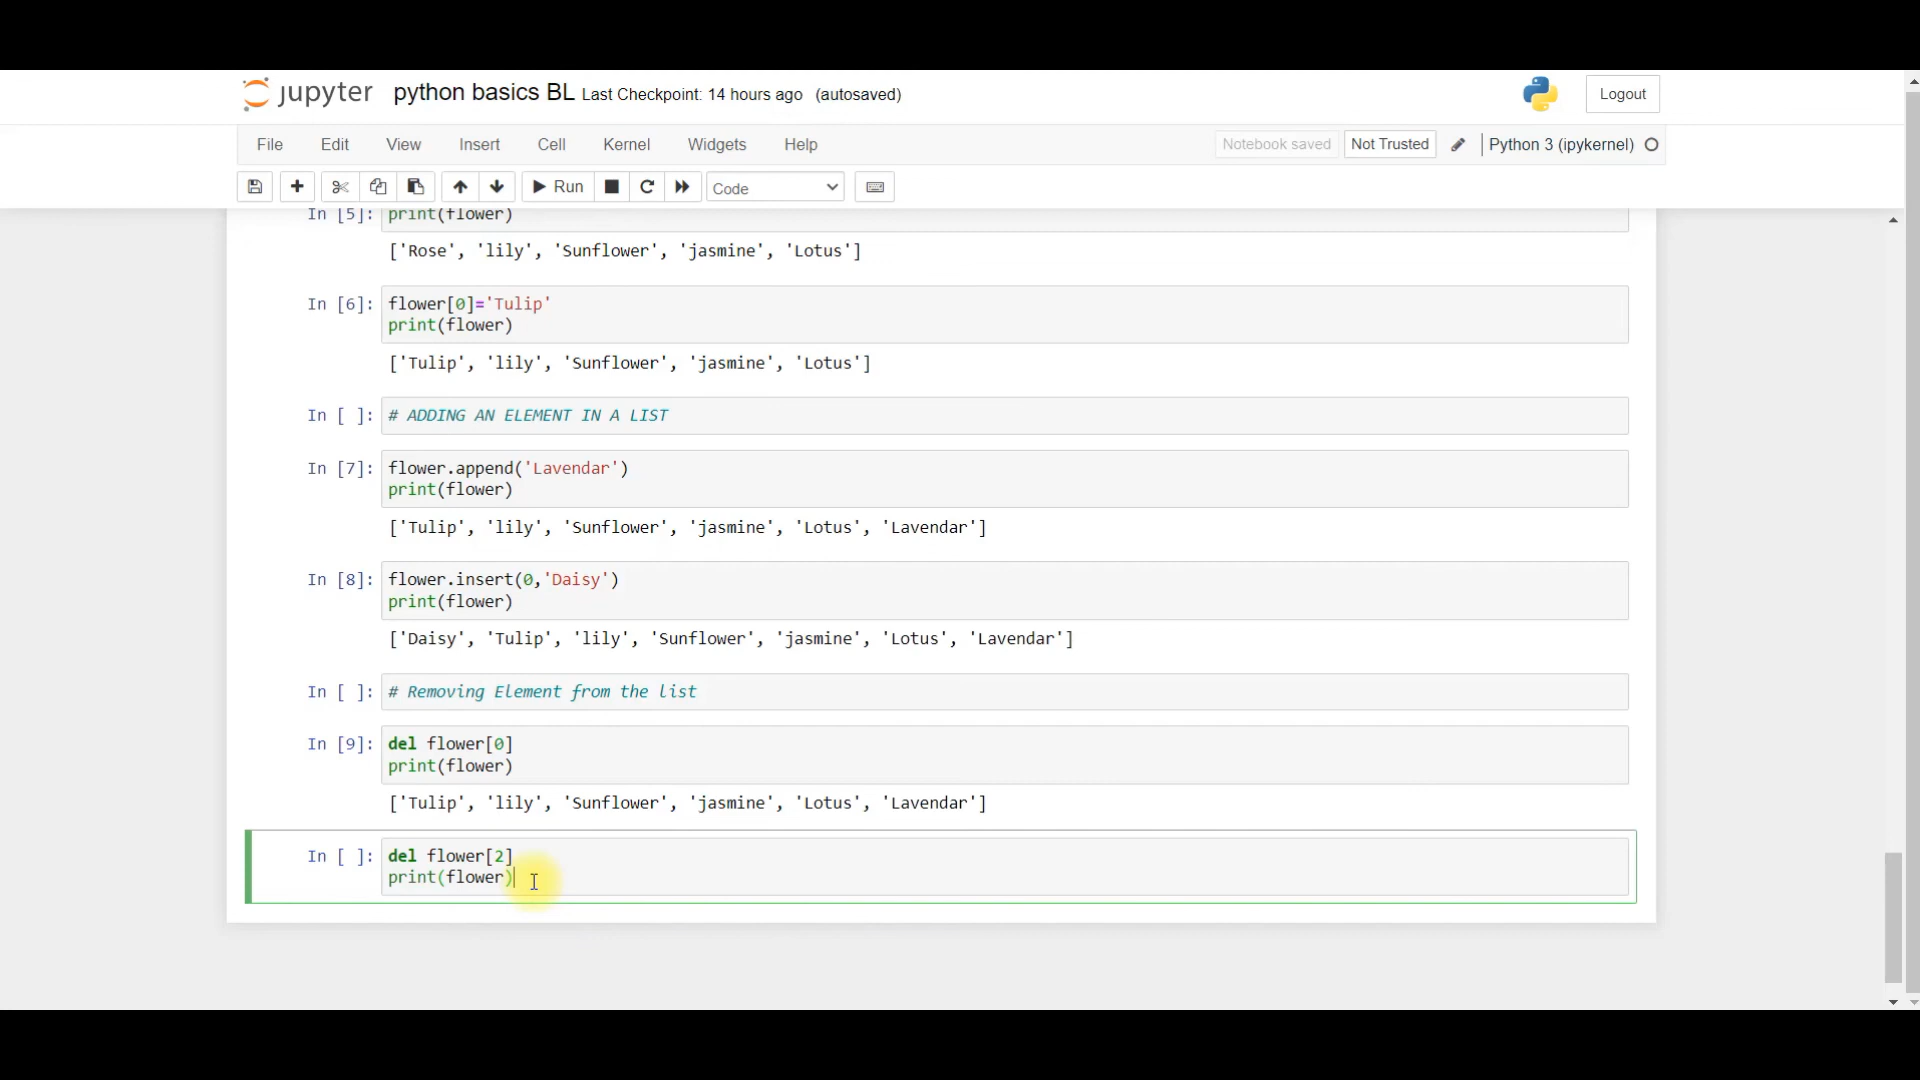 jupyter python basics BL Last Checkpoint: 14 hours ago (autosaved) Logout
File Edit View Insert Cell Kernel Widgets Help Notebook saved Not Trusted Python 3 (ipykernel)
Run Code
In [5]: print(flower)
['Rose', 'lily', 'Sunflower', 'jasmine', 'Lotus']
In [6]: flower[0]='Tulip'
print(flower)
['Tulip', 'lily', 'Sunflower', 'jasmine', 'Lotus']
In [ ]: # ADDING AN ELEMENT IN A LIST
In [7]: flower.append('Lavendar')
print(flower)
['Tulip', 'lily', 'Sunflower', 'jasmine', 'Lotus', 'Lavendar']
In [8]: flower.insert(0,'Daisy')
print(flower)
['Daisy', 'Tulip', 'lily', 'Sunflower', 'jasmine', 'Lotus', 'Lavendar']
In [ ]: # Removing Element from the list
In [9]: del flower[0]
print(flower)
['Tulip', 'lily', 'Sunflower', 'jasmine', 'Lotus', 'Lavendar']
In [ ]: del flower[2]
print(flower)